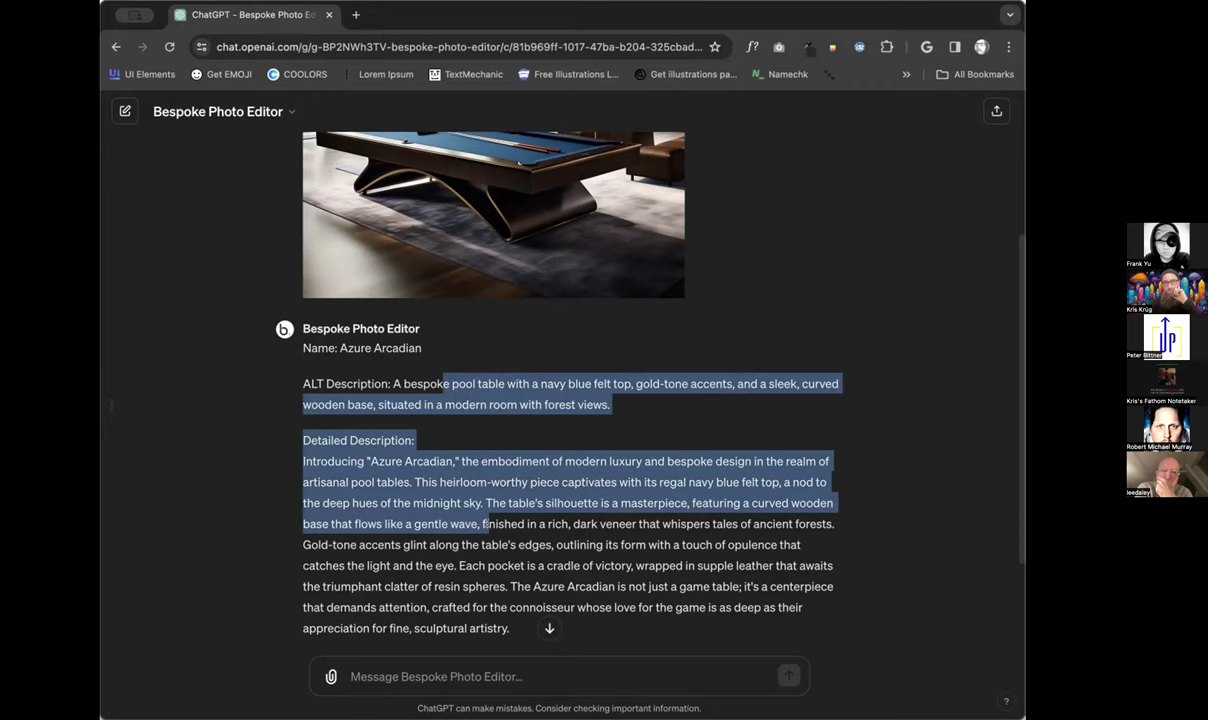 ChatGPT - Bespoke Photo Ed
chat.openai.com/g/g-BP2NWh3TV-bespoke-photo-editor/c/81b969ff-1017-47ba-b204-325cbad...
UI Elements
Get EMOJI
COOLORS
Lorem Ipsum
TextMechanic
Free Illustrations L...
Get illustrations pa...
Namechk
»
All Bookmarks
Bespoke Photo Editor
Bespoke Photo Editor
Name: Azure Arcadian
ALT Description: A bespoke pool table with a navy blue felt top, gold-tone accents, and a sleek, curved
wooden base, situated in a modern room with forest views.
Detailed Description:
Introducing "Azure Arcadian," the embodiment of modern luxury and bespoke design in the realm of
artisanal pool tables. This heirloom-worthy piece captivates with its regal navy blue felt top, a nod to
the deep hues of the midnight sky. The table's silhouette is a masterpiece, featuring a curved wooden
base that flows like a gentle wave, finished in a rich, dark veneer that whispers tales of ancient forests.
Gold-tone accents glint along the table's edges, outlining its form with a touch of opulence that
catches the light and the eye. Each pocket is a cradle of victory, wrapped in supple leather that awaits
the triumphant clatter of resin spheres. The Azure Arcadian is not just a game table; it's a centerpiece
that demands attention, crafted for the connoisseur whose love for the game is as deep as their
appreciation for fine, sculptural artistry.
Message Bespoke Photo Editor...
ChatGPT can make mistakes. Consider checking important information.
?
Frank Yu
Kris Krüg
UP
Peter Bittner
Kris's Fathom Notetaker
Robert Michael Murray
leedaley